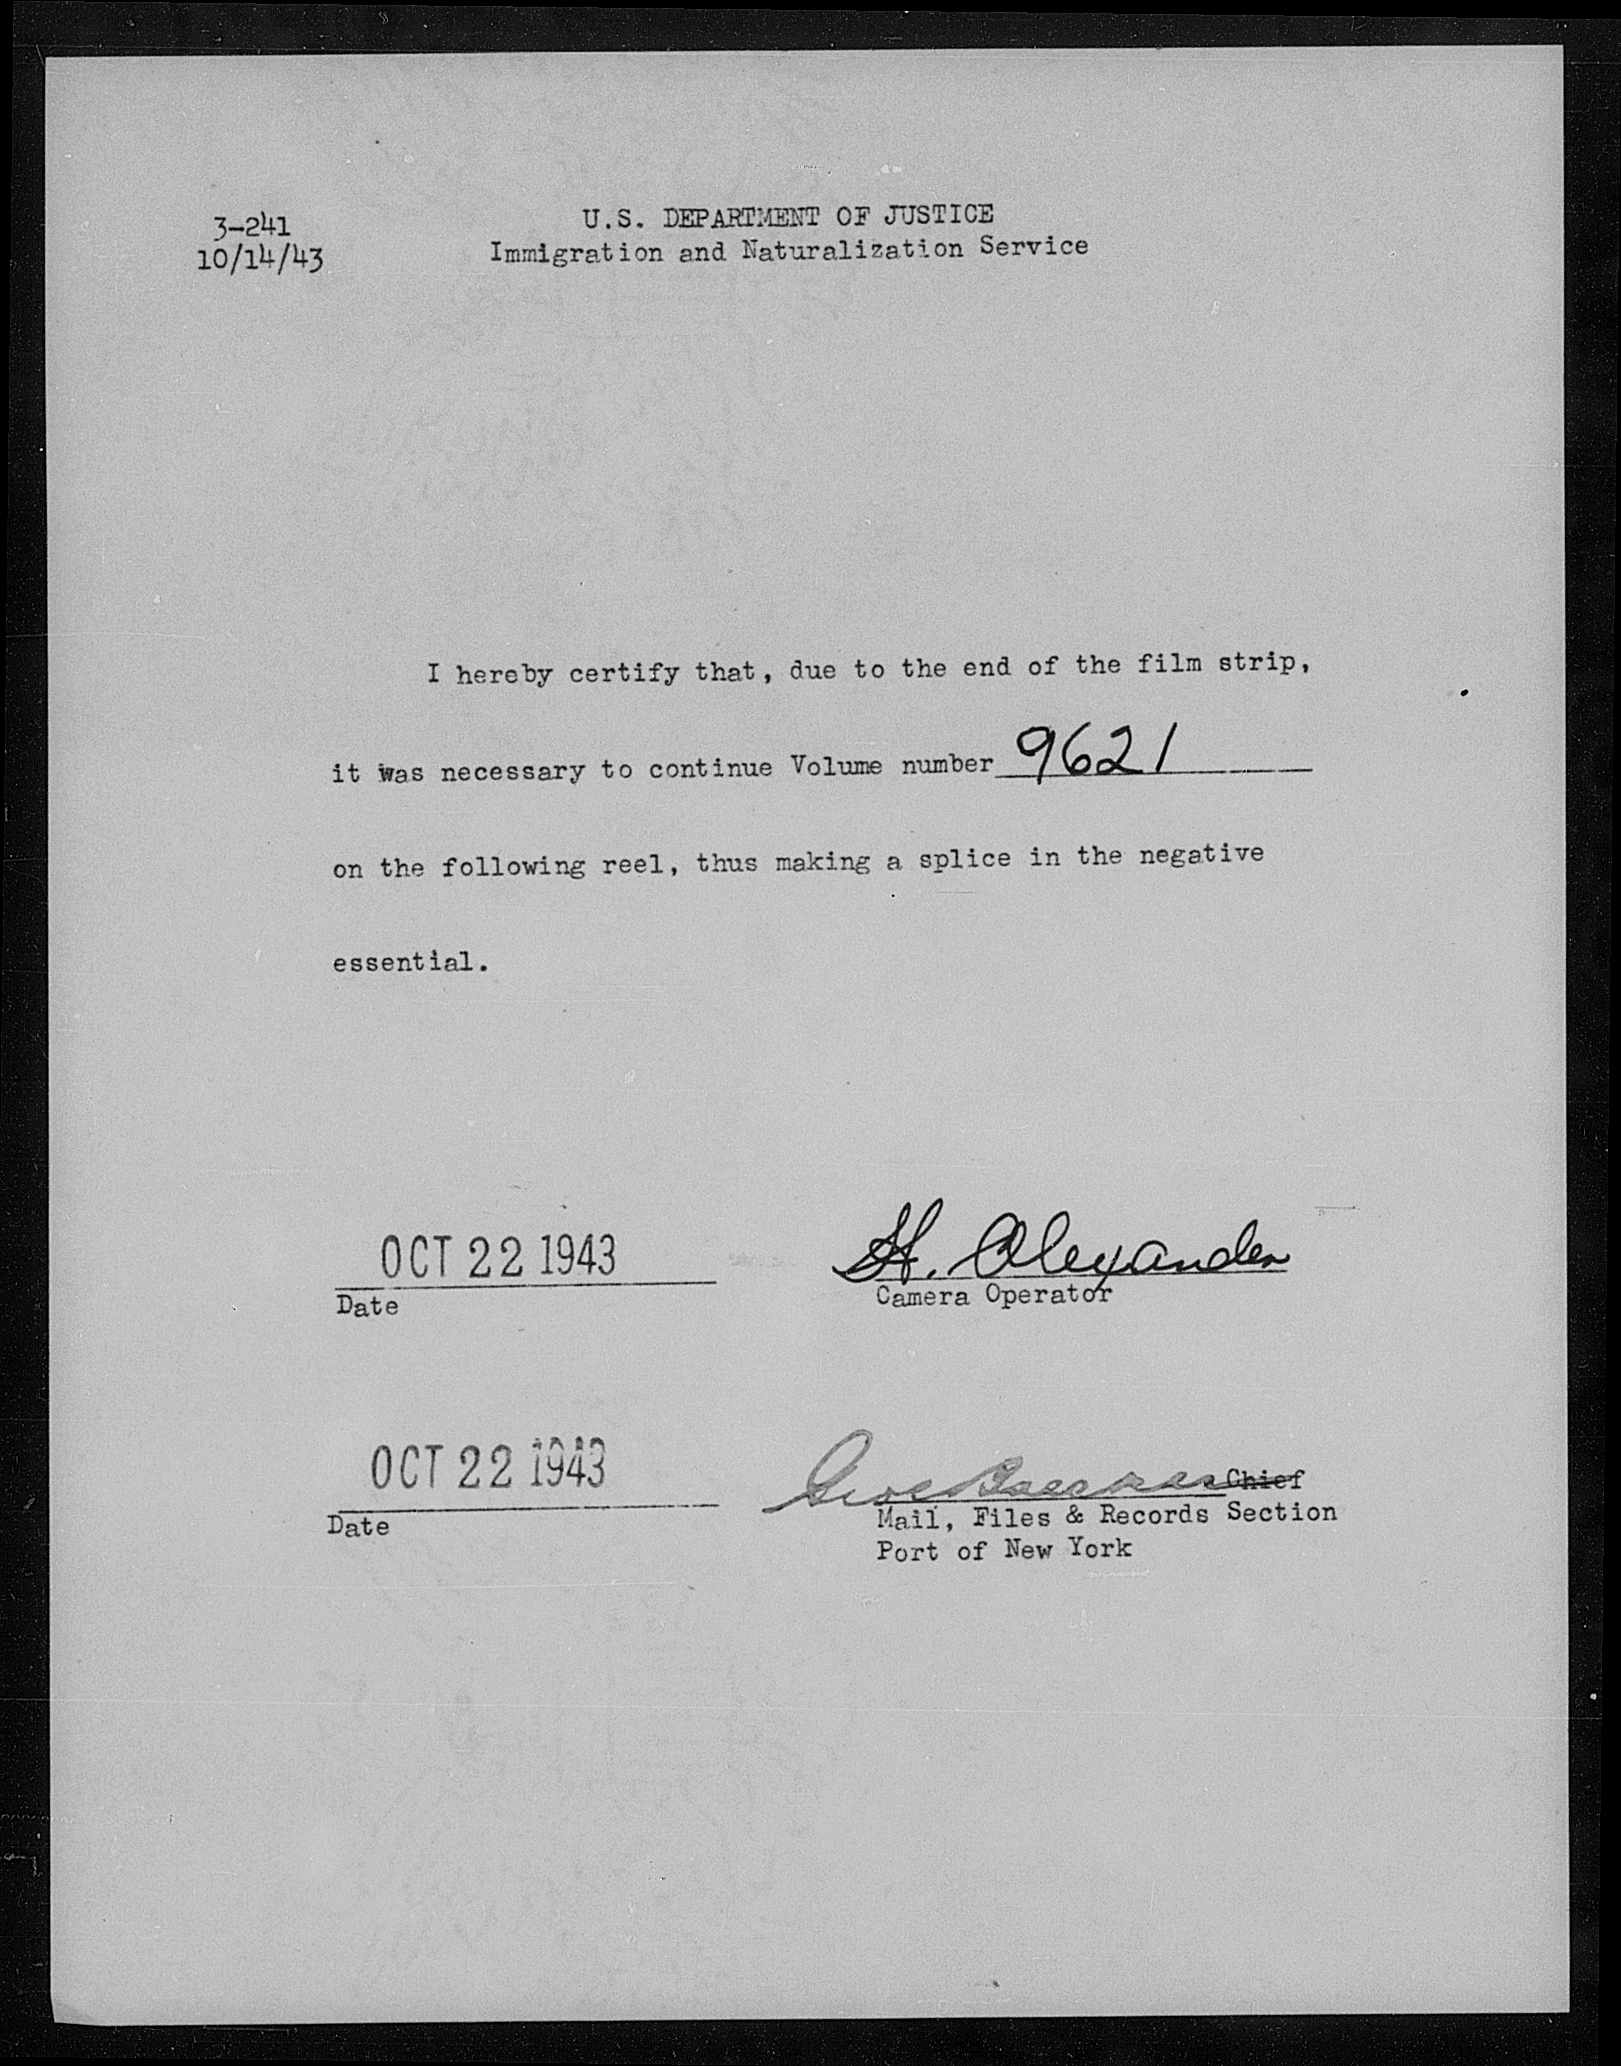 3-241
10/14/43
U.S. DEPARTMENT OF JUSTICE
Immigration and Naturalization Service
I hereby certify that, due to the end of the film strip,
it was necessary to continue Volume number 9621
on the following reel, thus making a splice in the negative
essential.
OCT 22 1943
Date
H. Alexander
Camera Operator
OCT 22 1943
Date
Chief
Mail, Files & Records Section
Port of New York